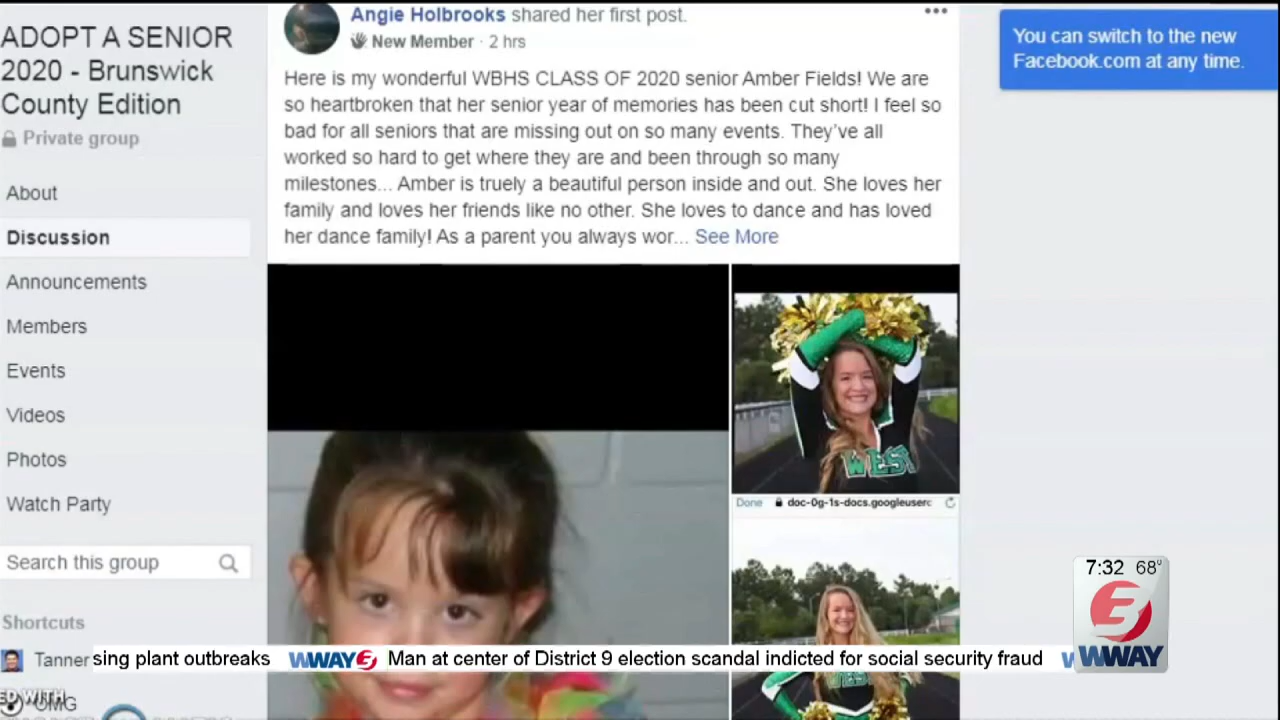 ADOPT A SENIOR
2020 - Brunswick
County Edition
Private group
About
Discussion
Announcements
Members
Events
Videos
Photos
Watch Party
Search this group
Shortcuts
Tanner
OMG
Angie Holbrooks shared her first post.
New Member · 2 hrs
Here is my wonderful WBHS CLASS OF 2020 senior Amber Fields! We are
so heartbroken that her senior year of memories has been cut short! I feel so
bad for all seniors that are missing out on so many events. They've all
worked so hard to get where they are and been through so many
milestones... Amber is truely a beautiful person inside and out. She loves her
family and loves her friends like no other. She loves to dance and has loved
her dance family! As a parent you always wor... See More
WEST
Done doc-0g-1s-docs.googleuserc
WEST
You can switch to the new
Facebook.com at any time.
7:32 68°
3
WWAY
sing plant outbreaks WWAY3 Man at center of District 9 election scandal indicted for social security fraud